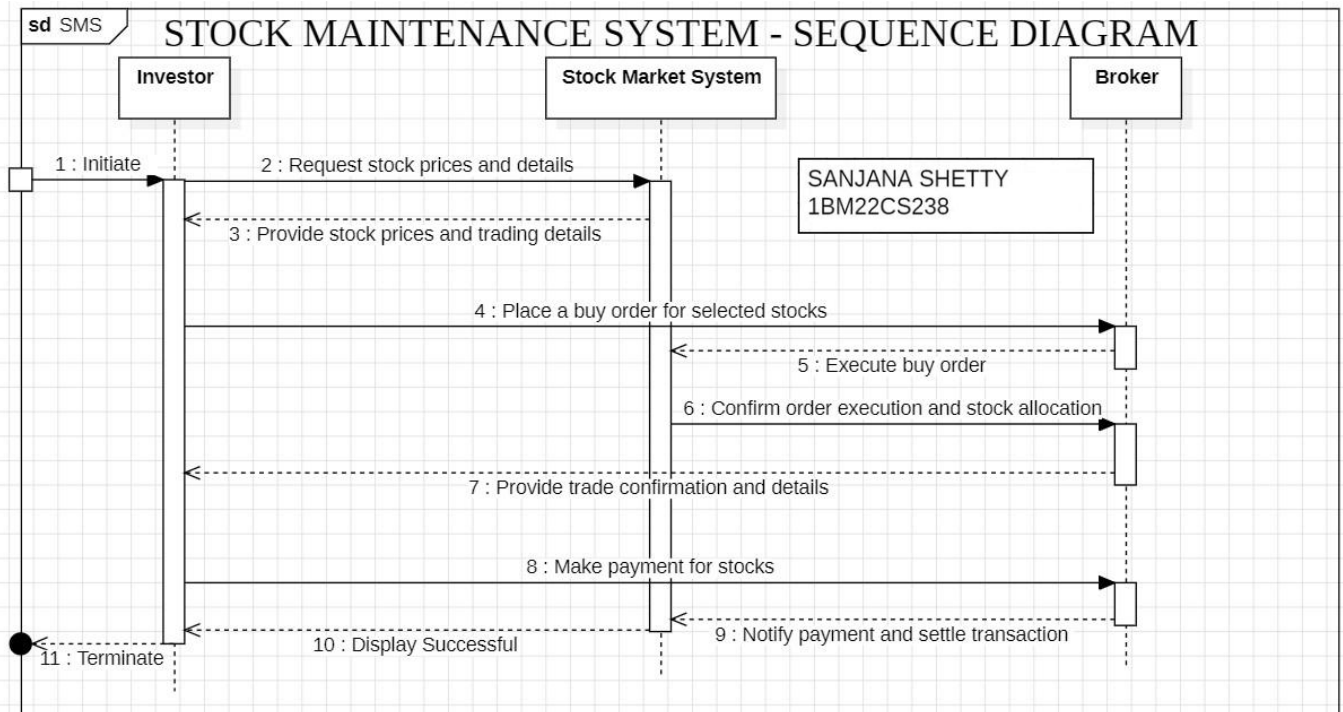 sd SMS
STOCK MAINTENANCE SYSTEM - SEQUENCE DIAGRAM
Investor
Stock Market System
Broker
1 : Initiate
2 : Request stock prices and details
SANJANA SHETTY
1BM22CS238
3 : Provide stock prices and trading details
4 : Place a buy order for selected stocks
5 : Execute buy order
6 : Confirm order execution and stock allocation
7 : Provide trade confirmation and details
8 : Make payment for stocks
9 : Notify payment and settle transaction
10 : Display Successful
11 : Terminate